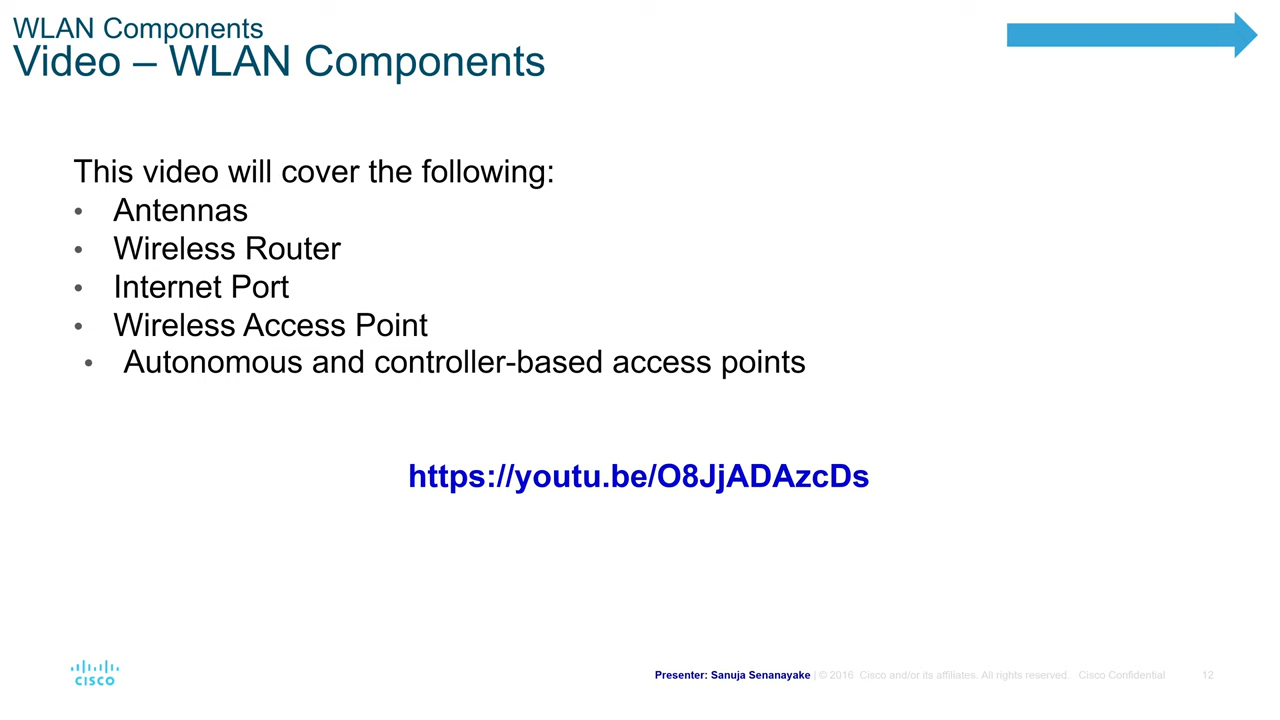 WLAN Components
Video – WLAN Components
This video will cover the following:
• Antennas
• Wireless Router
• Internet Port
• Wireless Access Point
• Autonomous and controller-based access points
https://youtu.be/O8JjADAzcDs
CISCO
Presenter: Sanuja Senanayake | © 2016 Cisco and/or its affiliates. All rights reserved. Cisco Confidential 12